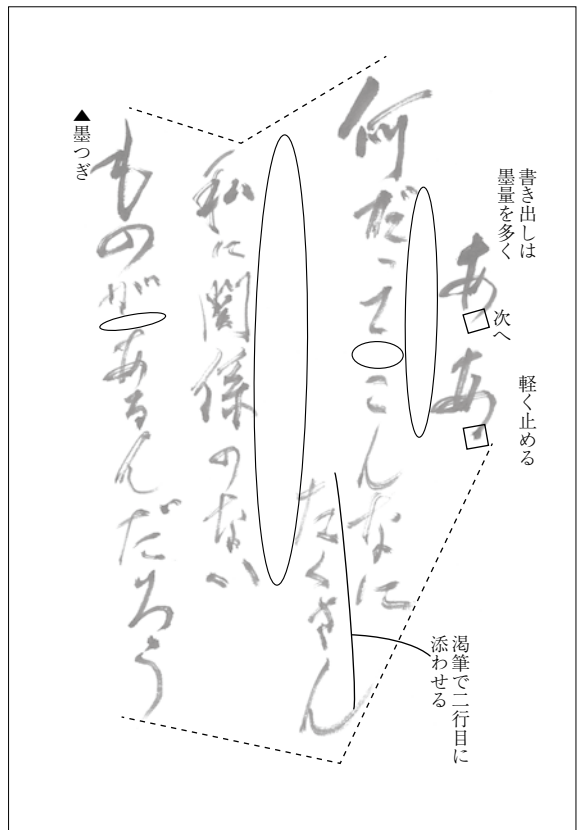 書き出しは
墨量を多く
軽く止める
次へ
ああ
何だってこんなに
渇筆で二行目に
添わせる
たくさん
私に関係のない
ものがあるんだろう
▲墨つぎ